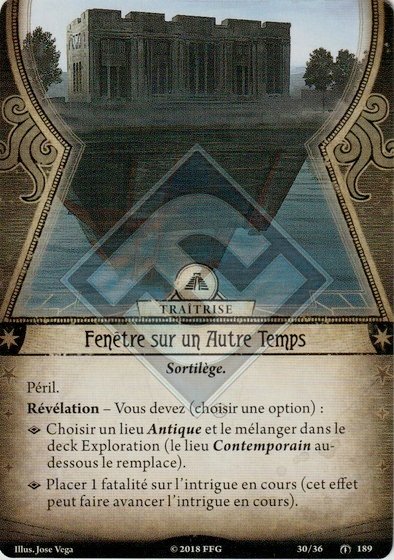 TRAÎTRISE
Fenêtre sur un Autre Temps
Sortilège.
Péril.
Révélation – Vous devez (choisir une option) :
Choisir un lieu Antique et le mélanger dans le
deck Exploration (le lieu Contemporain au-
dessous le remplace).
Placer 1 fatalité sur l'intrigue en cours (cet effet
peut faire avancer l'intrigue en cours).
Illus. Jose Vega
© 2018 FFG
30/36
189